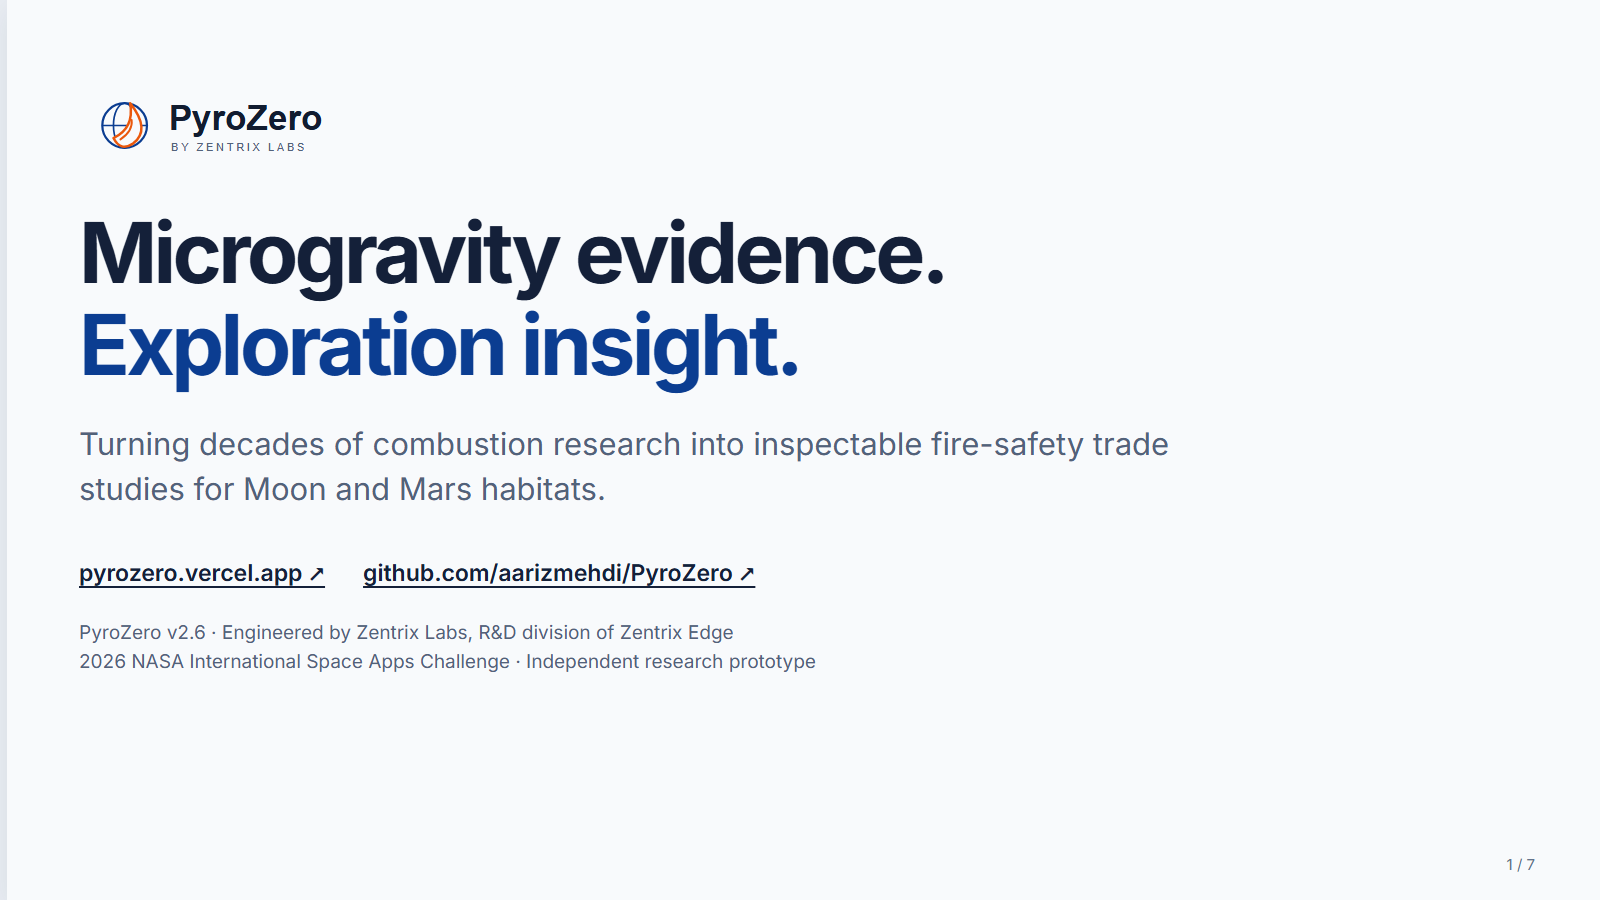 PyroZero
BY ZENTRIX LABS
Microgravity evidence.
Exploration insight.
Turning decades of combustion research into inspectable fire-safety trade
studies for Moon and Mars habitats.
pyrozero.vercel.app ↗ github.com/aarizmehdi/PyroZero ↗
PyroZero v2.6 · Engineered by Zentrix Labs, R&D division of Zentrix Edge
2026 NASA International Space Apps Challenge · Independent research prototype
1 / 7